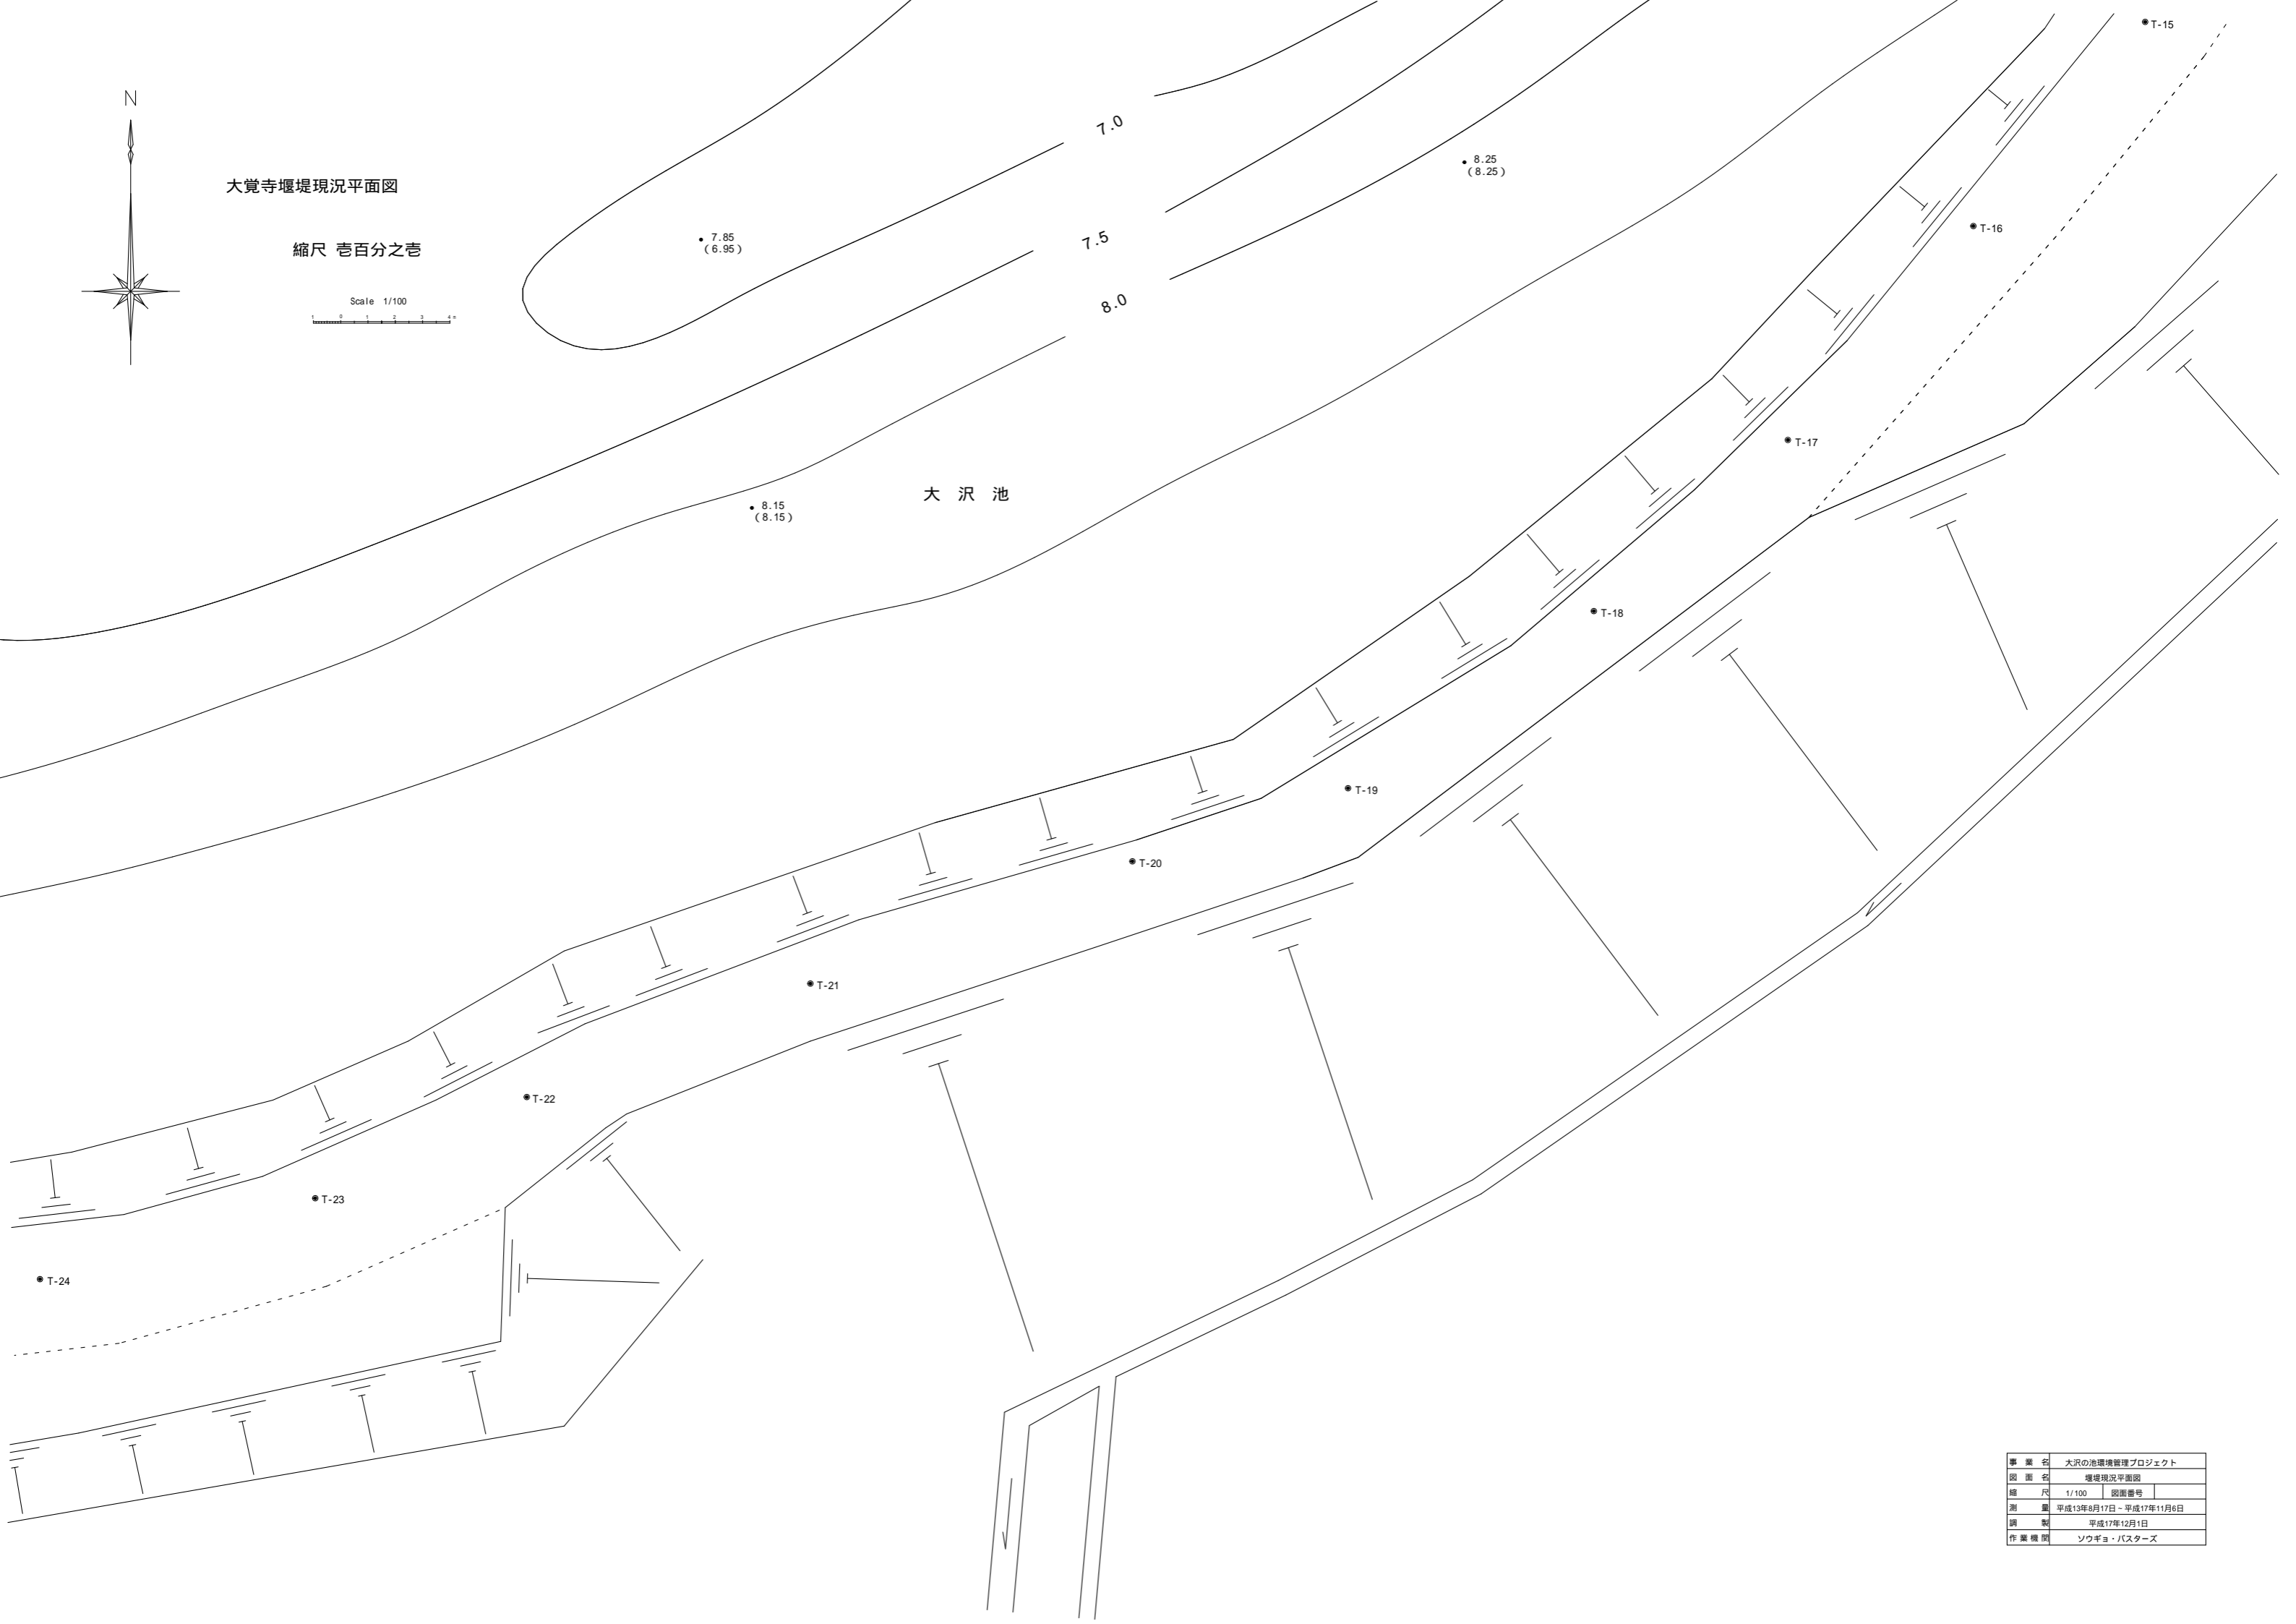 N
大覚寺堰堤現況平面図
縮尺 壱百分之壱
Scale 1/100
1 0 1 2 3 4 m
7.0
7.5
8.0
8.25
(8.25)
7.85
(6.95)
8.15
(8.15)
大 沢 池
T-15
T-16
T-17
T-18
T-19
T-20
T-21
T-22
T-23
T-24
事 業 名 大沢の池環境管理プロジェクト
図 面 名 堰堤現況平面図
縮 尺 1/100 図面番号
測 量 平成13年8月17日~平成17年11月6日
調 製 平成17年12月1日
作業機関 ソウギョ・バスターズ